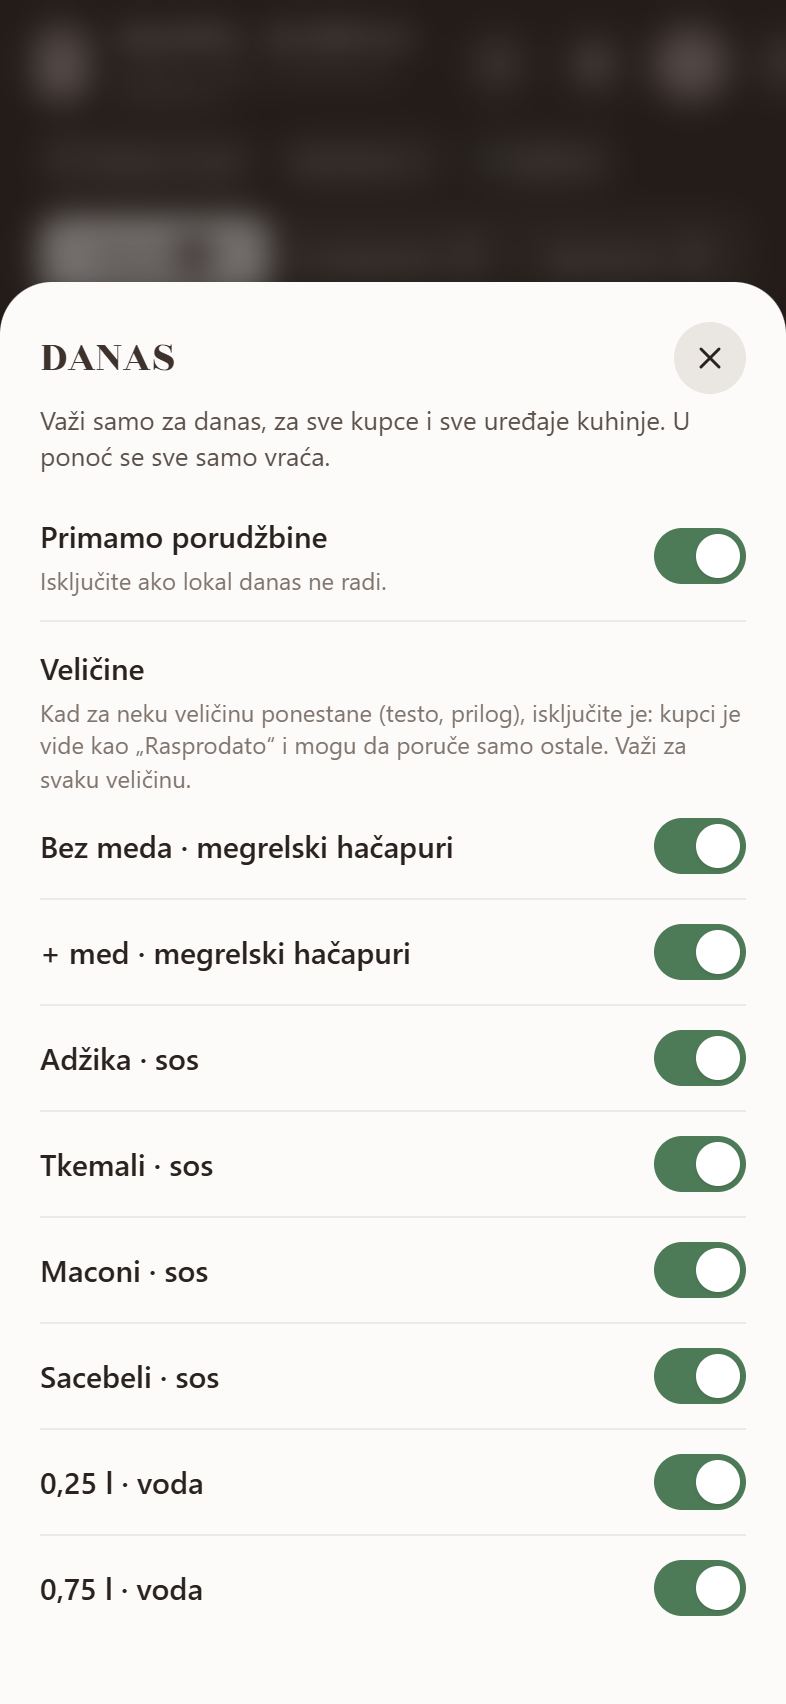 DANAS
Važi samo za danas, za sve kupce i sve uređaje kuhinje. U
ponoć se sve samo vraća.
Primamo porudžbine
Isključite ako lokal danas ne radi.
Veličine
Kad za neku veličinu ponestane (testo, prilog), isključite je: kupci je
vide kao „Rasprodato“ i mogu da poruče samo ostale. Važi za
svaku veličinu.
Bez meda · megrelski hačapuri
+ med · megrelski hačapuri
Adžika · sos
Tkemali · sos
Maconi · sos
Sacebeli · sos
0,25 l · voda
0,75 l · voda